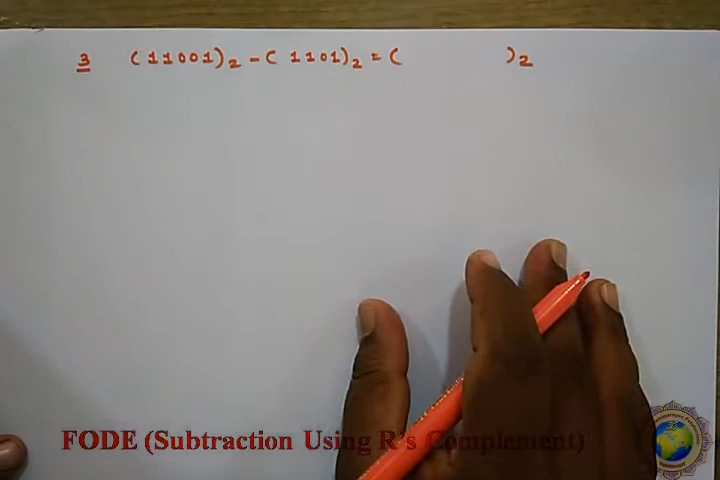 3 (11001)2 - (1101)2 = ( )2
FODE (Subtraction Using R's Complement)